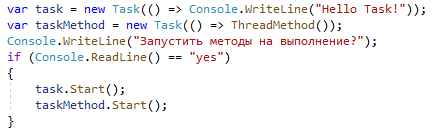 var task = new Task(() => Console.WriteLine("Hello Task!"));
var taskMethod = new Task(() => ThreadMethod());
Console.WriteLine("Запустить методы на выполнение?");
if (Console.ReadLine() == "yes")
{
    task.Start();
    taskMethod.Start();
}